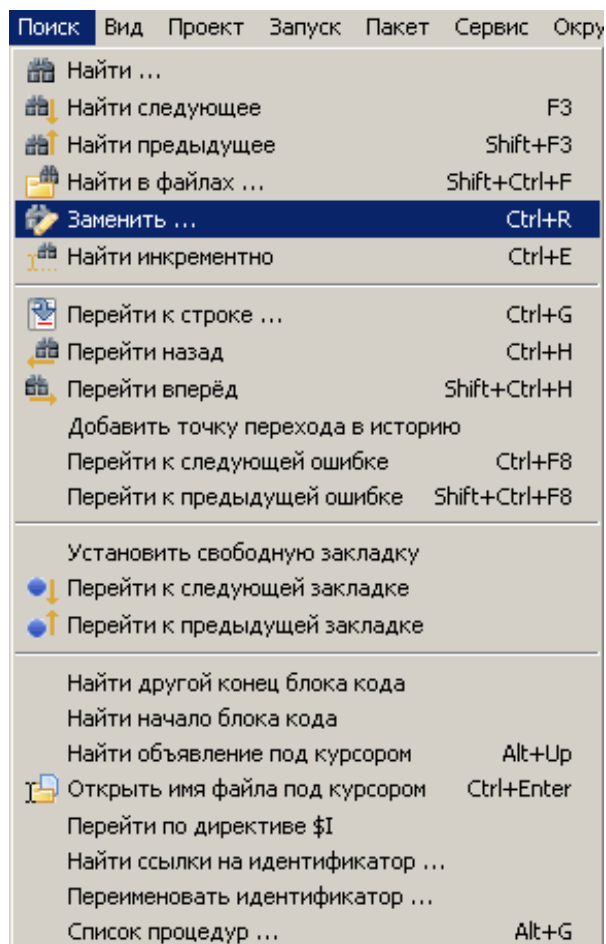 Поиск Вид Проект Запуск Пакет Сервис Окру
Найти ...
Найти следующее F3
Найти предыдущее Shift+F3
Найти в файлах ... Shift+Ctrl+F
Заменить ... Ctrl+R
Найти инкрементно Ctrl+E
Перейти к строке ... Ctrl+G
Перейти назад Ctrl+H
Перейти вперёд Shift+Ctrl+H
Добавить точку перехода в историю
Перейти к следующей ошибке Ctrl+F8
Перейти к предыдущей ошибке Shift+Ctrl+F8
Установить свободную закладку
Перейти к следующей закладке
Перейти к предыдущей закладке
Найти другой конец блока кода
Найти начало блока кода
Найти объявление под курсором Alt+Up
Открыть имя файла под курсором Ctrl+Enter
Перейти по директиве $I
Найти ссылки на идентификатор ...
Переименовать идентификатор ...
Список процедур ... Alt+G